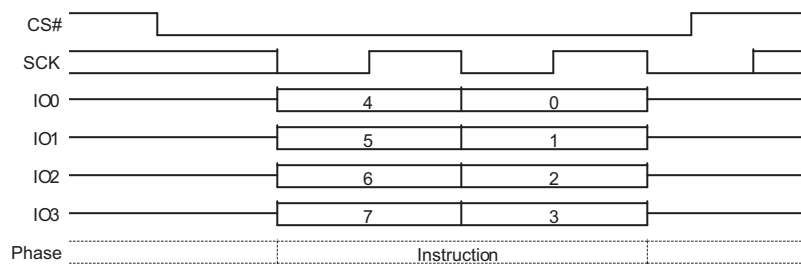 CS#
SCK
IO0 4 0
IO1 5 1
IO2 6 2
IO3 7 3
Phase Instruction